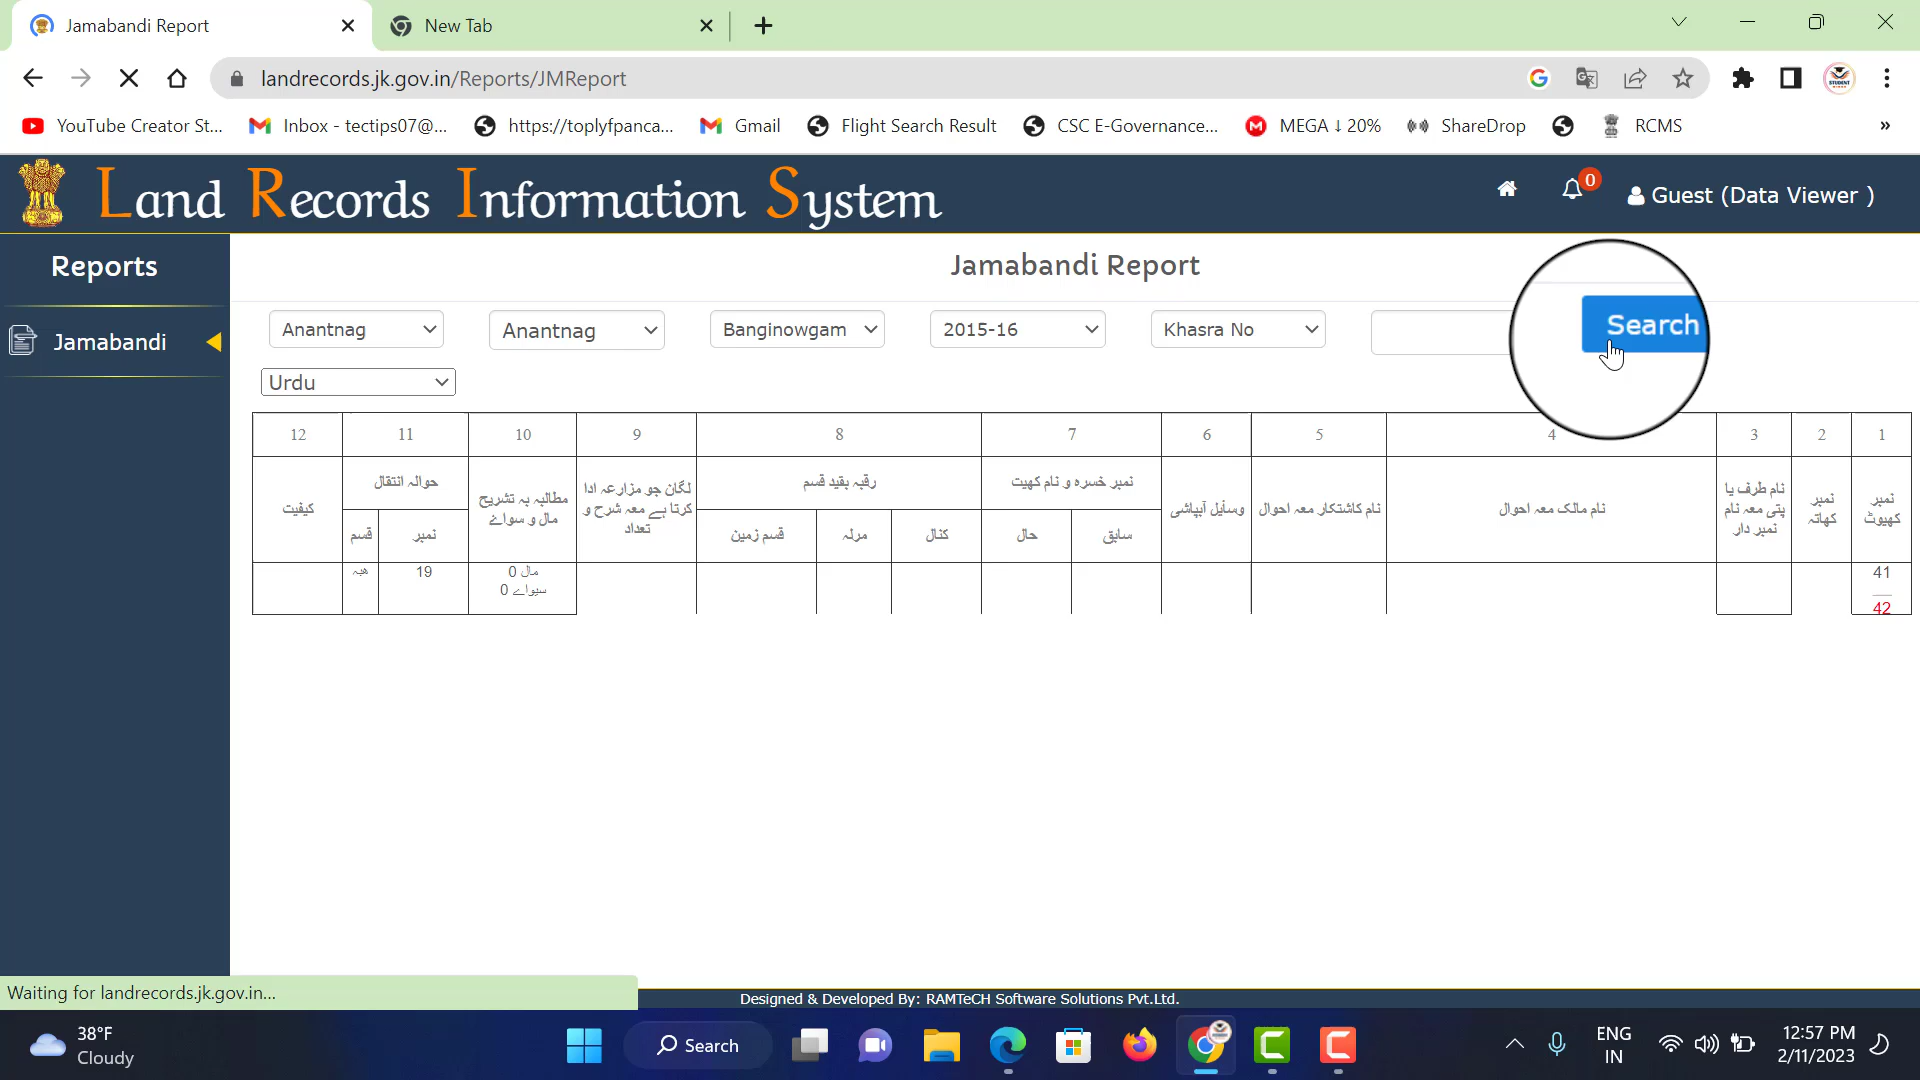 Jamabandi Report
New Tab
landrecords.jk.gov.in/Reports/JMReport
YouTube Creator St...
Inbox - tectips07@...
https://toplyfpanca...
Gmail
Flight Search Result
CSC E-Governance...
MEGA ↓ 20%
ShareDrop
RCMS
»
Land Records Information System
0
Guest (Data Viewer )
Reports
Jamabandi
Jamabandi Report
Anantnag
Anantnag
Banginowgam
2015-16
Khasra No
Search
Urdu
12 11 10 9 8 7 6 5 4 3 2 1
نمبر کھیوٹ
نمبر کھاتہ
نام طرف یا پتی معہ نام نمبر دار
نام مالک معہ احوال
نام کاشتکار معہ احوال
وسائل آبپاشی
نمبر خسرہ و نام کھیت
سابق
حال
رقبہ بقید قسم
کنال
مرلہ
قسم زمین
لگان جو مزارعہ ادا کرتا ہے معہ شرح و تعداد
مطالبہ بہ تشریح مال و سوائے
حوالہ انتقال
نمبر
قسم
کیفیت
41
42
مال 0
سیواے 0
19
ھبہ
Waiting for landrecords.jk.gov.in...
Designed & Developed By: RAMTeCH Software Solutions Pvt.Ltd.
38°F
Cloudy
Search
ENG
IN
12:57 PM
2/11/2023